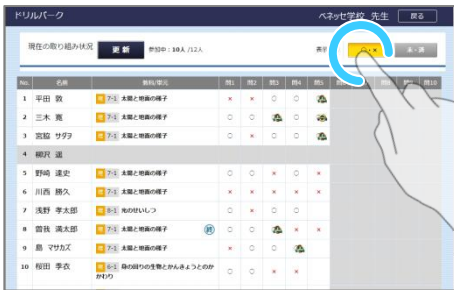 ドリルパーク ベネッセ学校 先生 戻る
現在の取り組み状況 更新 参加中：10人 /12人 表示 ○・×
No. 名前 教科/単元 問1 問2 問3 問4 問5 問10
1 平田 敦 理 7-1 太陽と地面の様子 × × ○ ○
2 三木 寛 理 7-1 太陽と地面の様子 ○ ○ ○
3 宮脇 サダヲ 理 7-1 太陽と地面の様子 ○ × ○ ○
4 柳沢 遥
5 野崎 達史 理 7-1 太陽と地面の様子 ○ ○ × ○ ×
6 川西 勝久 理 7-1 太陽と地面の様子 × × × × ×
7 浅野 孝太郎 理 8-1 光のせいしつ ○ × ○ ○
8 曽我 満太郎 理 7-1 太陽と地面の様子 終 ○ ○ × ×
9 島 マサカズ 理 7-1 太陽と地面の様子 × ○ ○
10 桜田 季衣 理 6-1 身の回りの生物とかんきょうとのか
かわり ○ ○ × ×